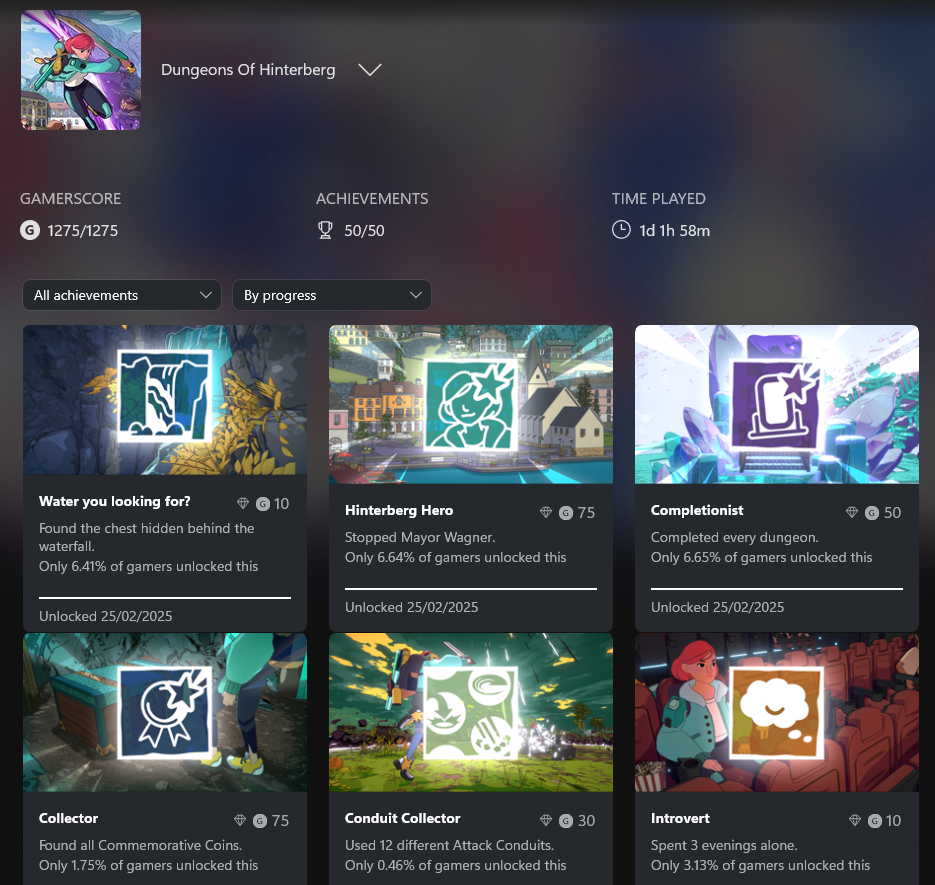 Dungeons Of Hinterberg
GAMERSCORE
ACHIEVEMENTS
TIME PLAYED
G 1275/1275
50/50
1d 1h 58m
All achievements
By progress
Water you looking for?
G 10
Found the chest hidden behind the
waterfall.
Only 6.41% of gamers unlocked this
Unlocked 25/02/2025
Hinterberg Hero
G 75
Stopped Mayor Wagner.
Only 6.64% of gamers unlocked this
Unlocked 25/02/2025
Completionist
G 50
Completed every dungeon.
Only 6.65% of gamers unlocked this
Unlocked 25/02/2025
Collector
G 75
Found all Commemorative Coins.
Only 1.75% of gamers unlocked this
Conduit Collector
G 30
Used 12 different Attack Conduits.
Only 0.46% of gamers unlocked this
Introvert
G 10
Spent 3 evenings alone.
Only 3.13% of gamers unlocked this